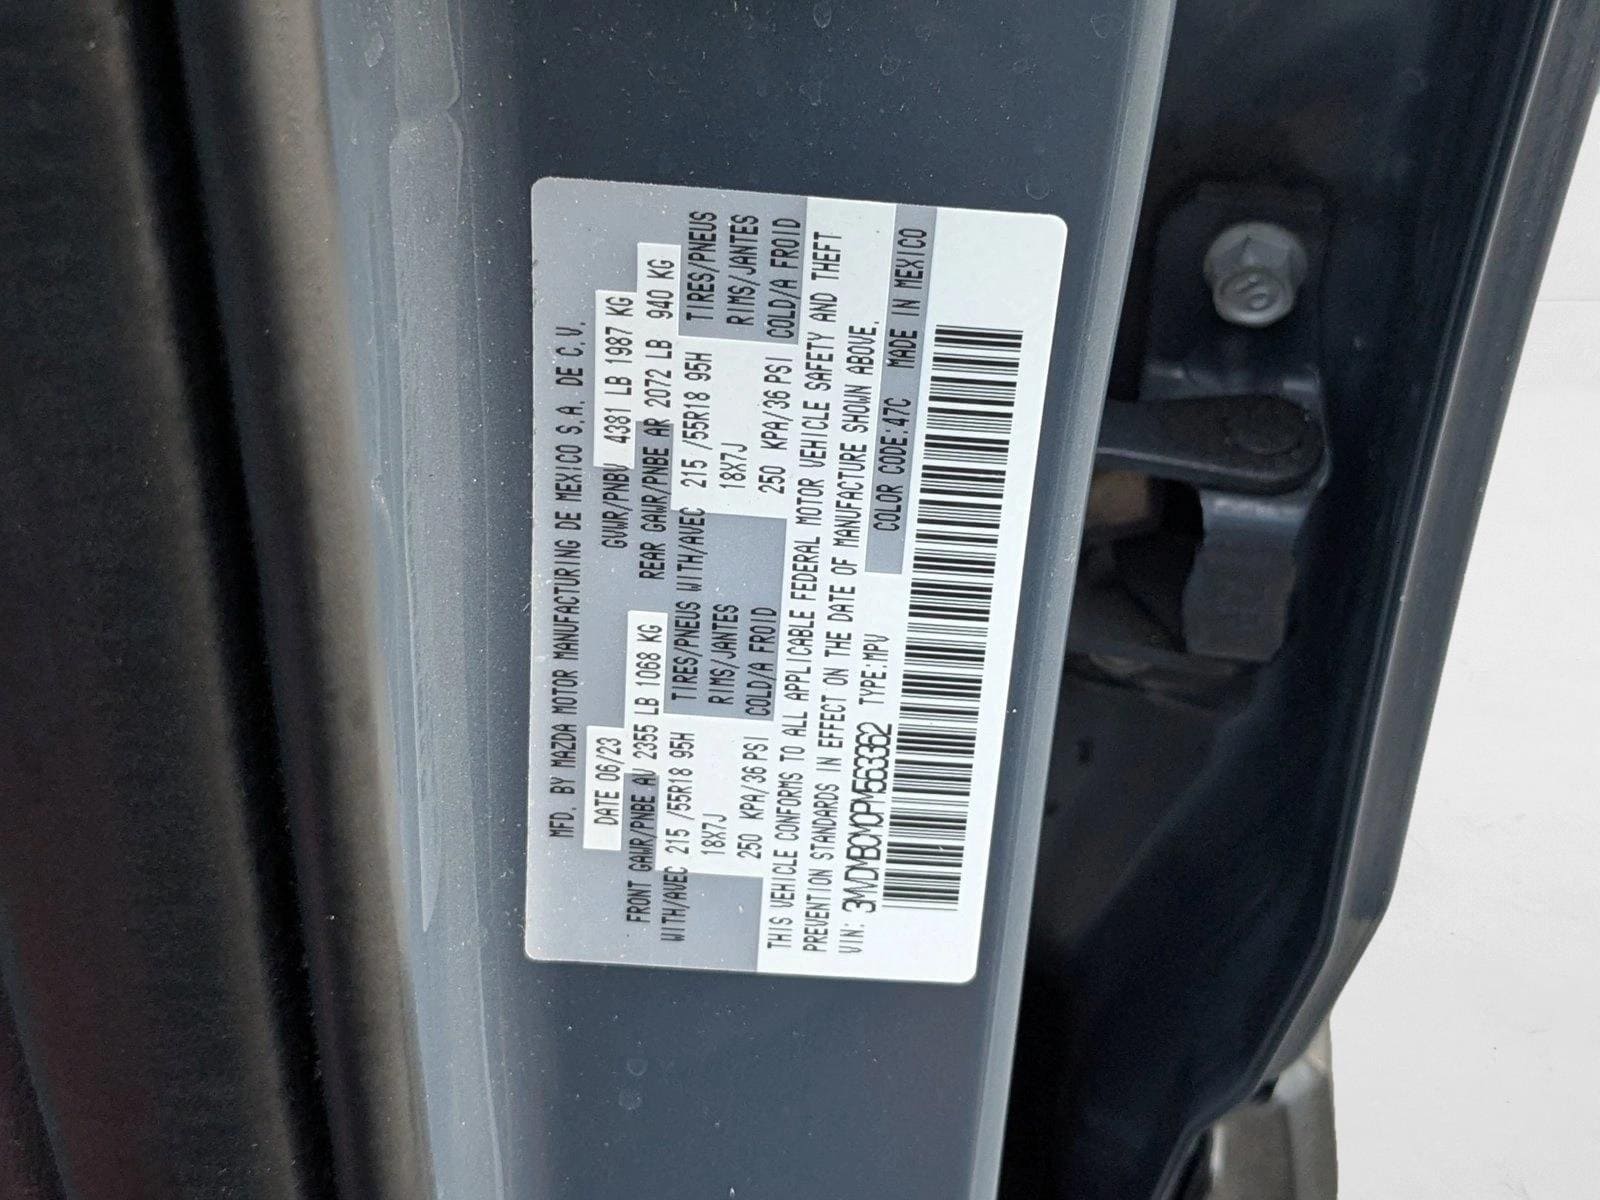 MFD. BY MAZDA MOTOR MANUFACTURING DE MEXICO S.A. DE C.V.
DATE 06/23 GVWR/PNBV 4381 LB 1987 KG
FRONT GAWR/PNBE AV 2355 LB 1068 KG REAR GAWR/PNBE AR 2072 LB 940 KG
WITH/AVEC 215 /55R18 95H TIRES/PNEUS WITH/AVEC 215 /55R18 95H TIRES/PNEUS
18X7J RIMS/JANTES 18X7J RIMS/JANTES
250 KPA/36 PSI COLD/A FROID 250 KPA/36 PSI COLD/A FROID
THIS VEHICLE CONFORMS TO ALL APPLICABLE FEDERAL MOTOR VEHICLE SAFETY AND THEFT
PREVENTION STANDARDS IN EFFECT ON THE DATE OF MANUFACTURE SHOWN ABOVE.
VIN: 3MVDMBCM0PM563362 TYPE:MPV COLOR CODE:47C MADE IN MEXICO